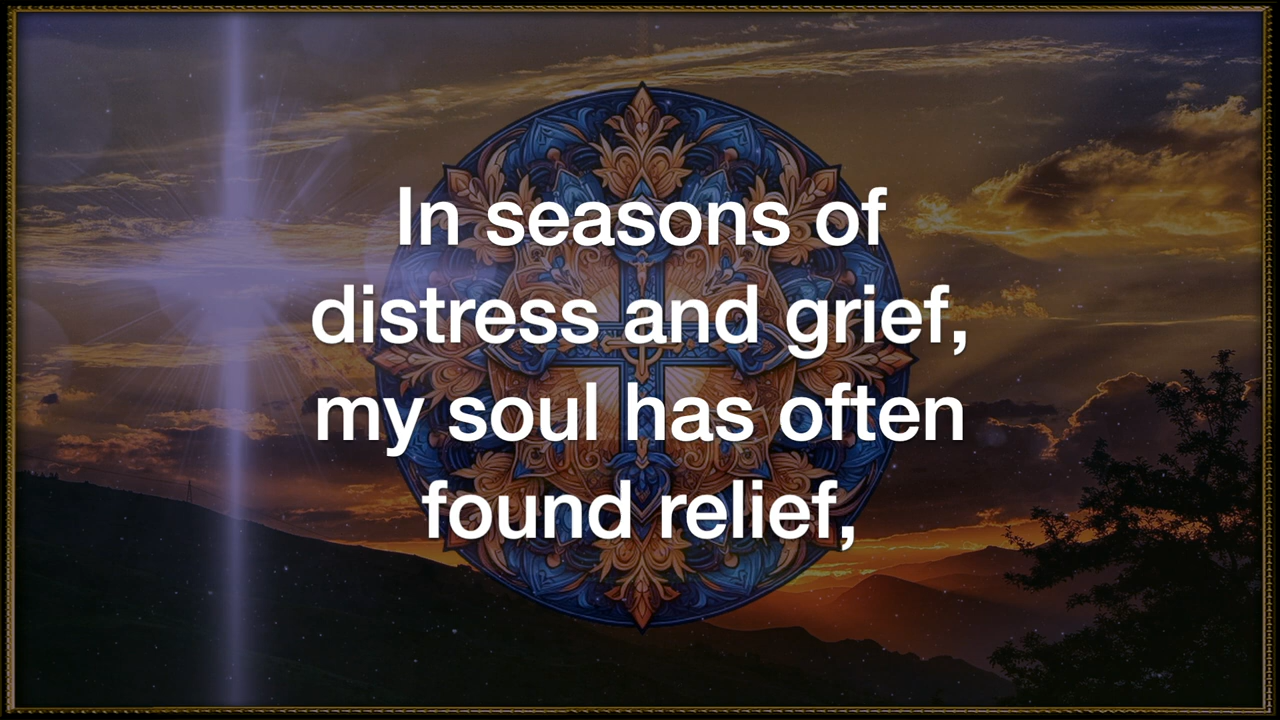 In seasons of
distress and grief,
my soul has often
found relief,